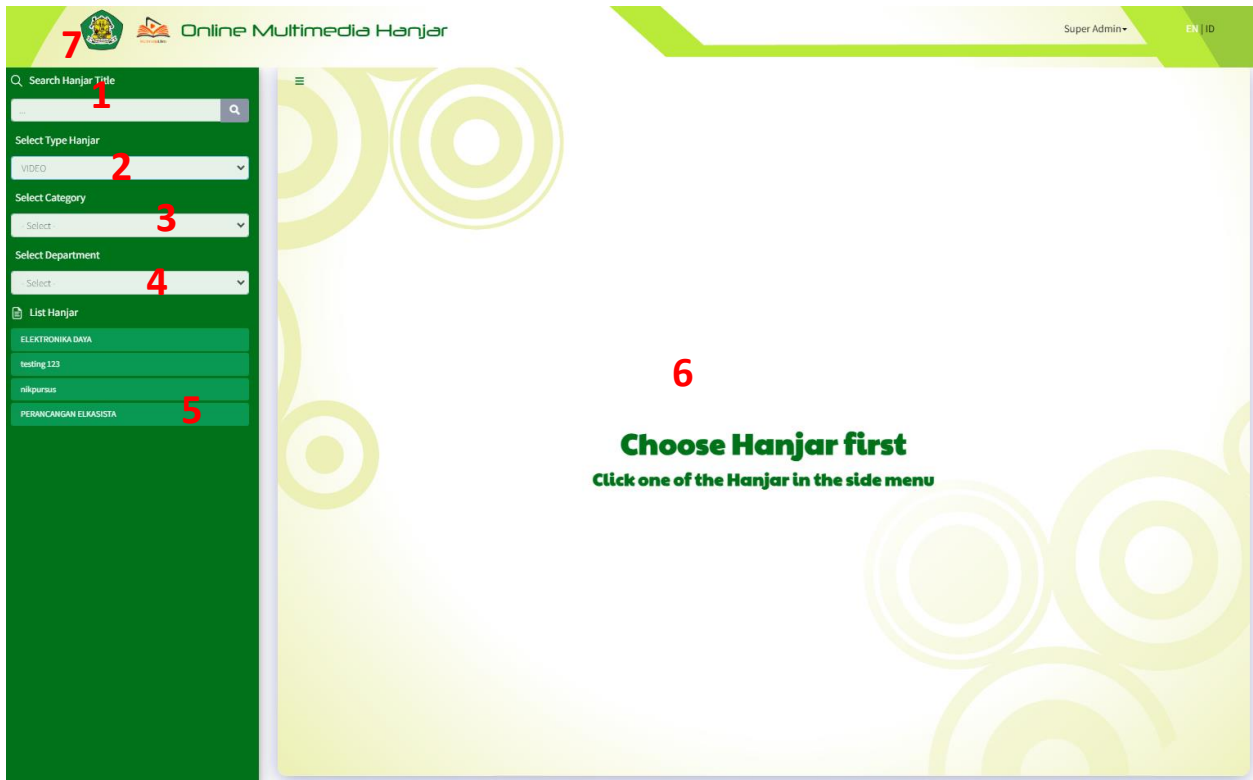 7
Online Multimedia Hanjar
Super Admin
EN | ID
Search Hanjar Title
1
..
Select Type Hanjar
VIDEO
2
Select Category
- Select -
3
Select Department
- Select -
4
List Hanjar
ELEKTRONIKA DAYA
testing 123
nikpursus
PERANCANGAN ELKASISTA
5
6
Choose Hanjar first
Click one of the Hanjar in the side menu